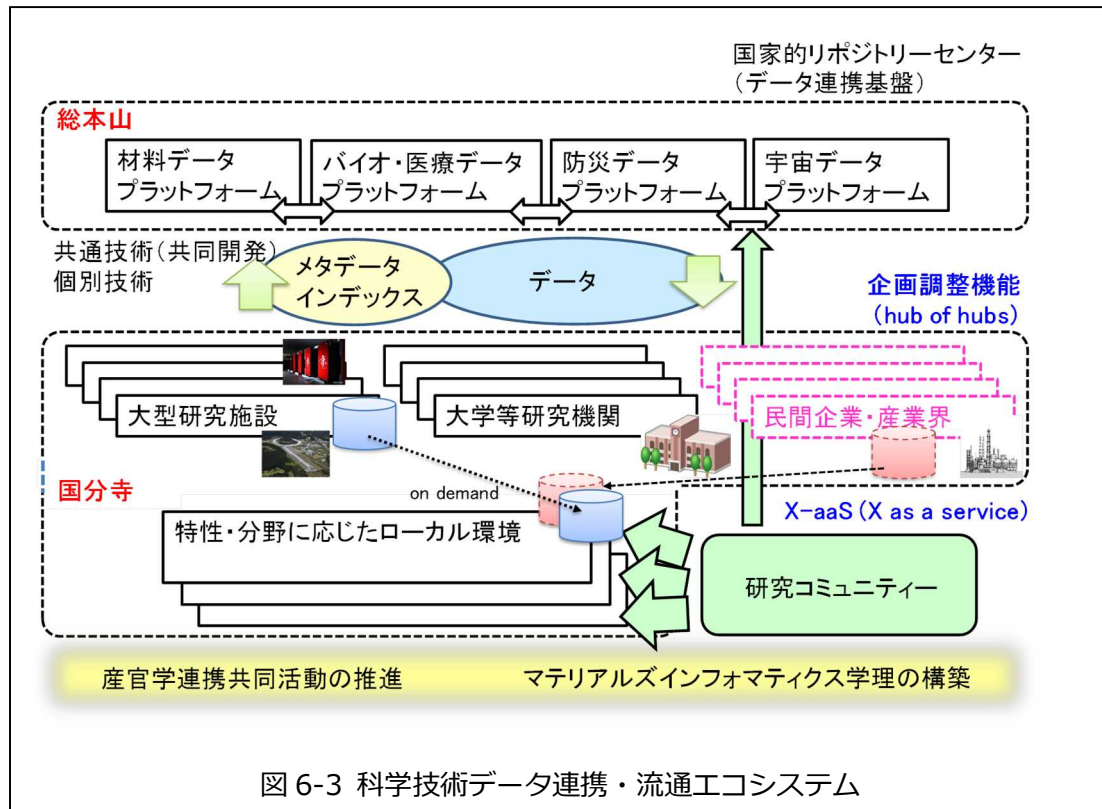 国家的リポジトリーセンター
(データ連携基盤)
総本山
材料データ
プラットフォーム
バイオ・医療データ
プラットフォーム
防災データ
プラットフォーム
宇宙データ
プラットフォーム
共通技術(共同開発)
個別技術
メタデータ
インデックス
データ
企画調整機能
(hub of hubs)
大型研究施設
大学等研究機関
民間企業・産業界
国分寺
on demand
X-aaS (X as a service)
特性・分野に応じたローカル環境
研究コミュニティー
産官学連携共同活動の推進
マテリアルズインフォマティクス学理の構築
図 6-3 科学技術データ連携・流通エコシステム